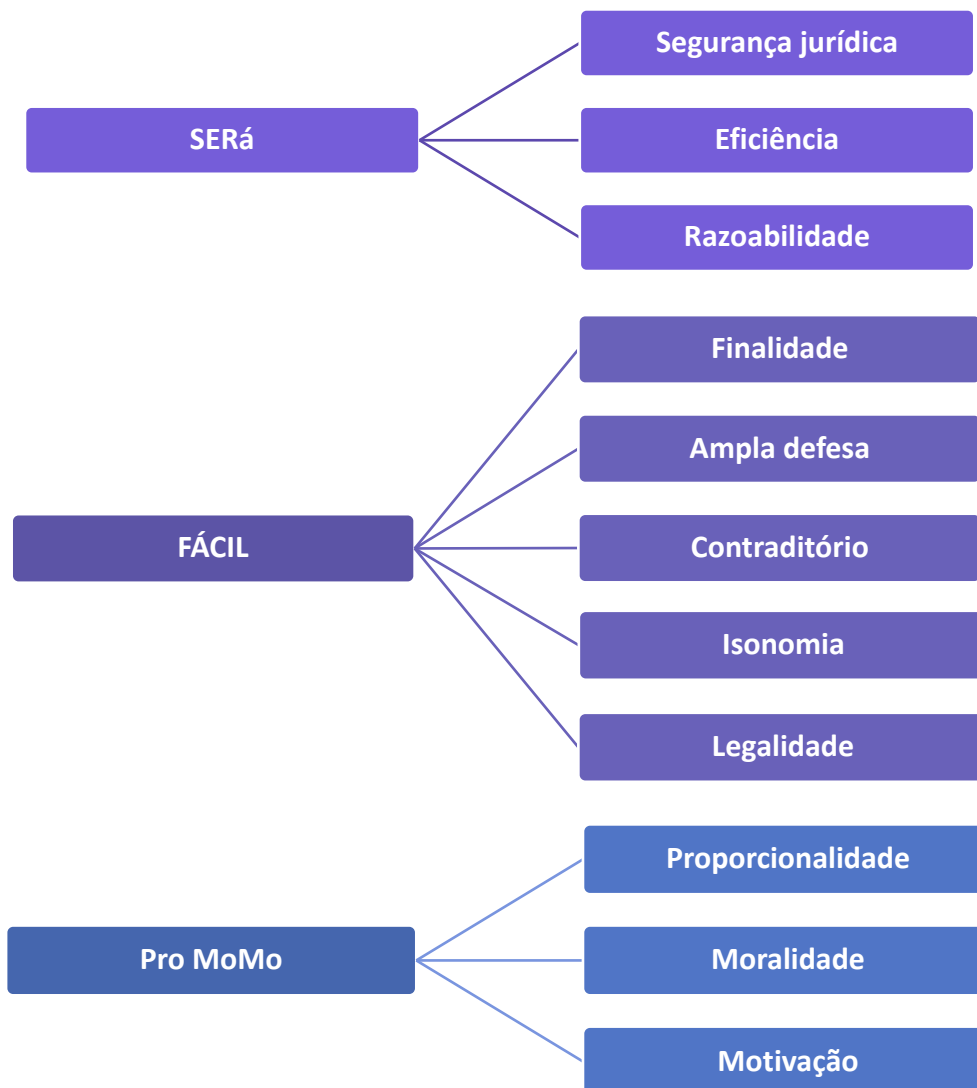 SERá
Segurança jurídica
Eficiência
Razoabilidade
FÁCIL
Finalidade
Ampla defesa
Contraditório
Isonomia
Legalidade
Pro MoMo
Proporcionalidade
Moralidade
Motivação